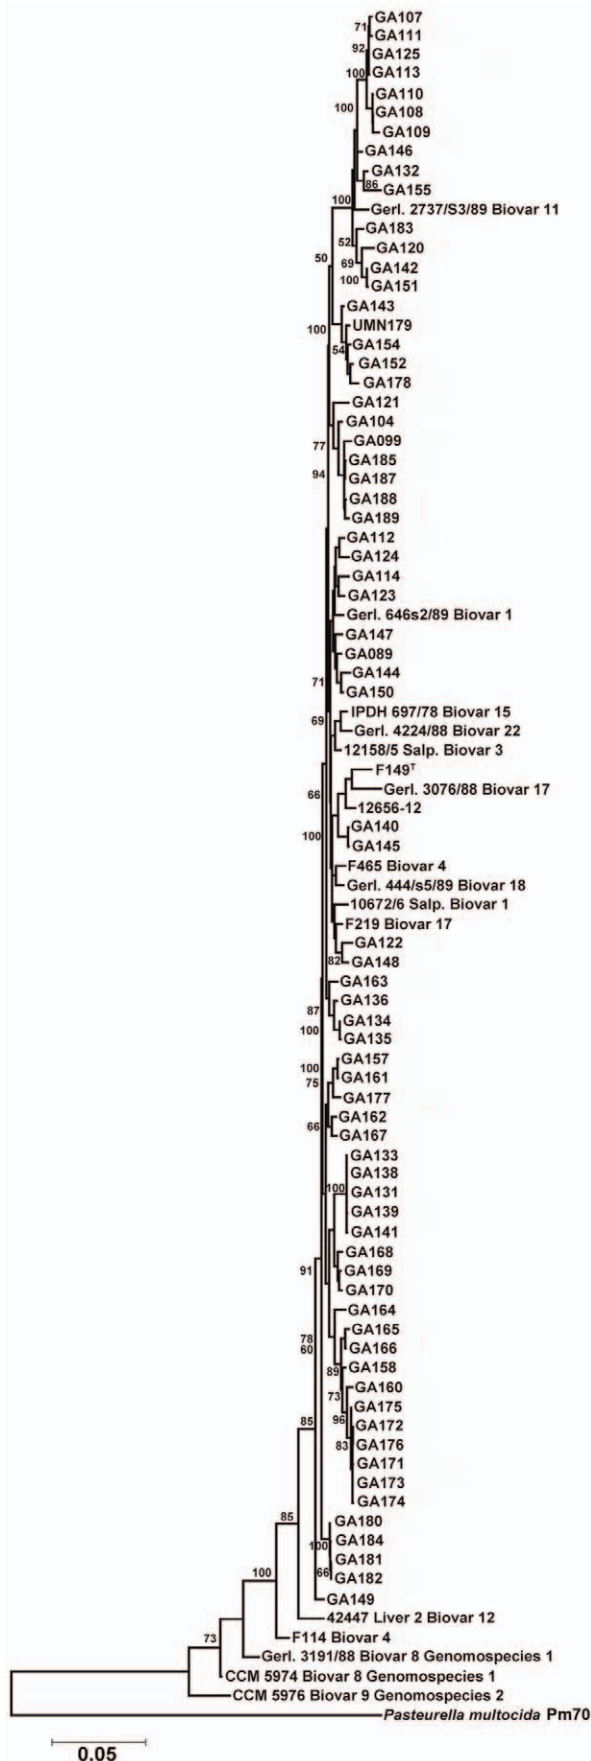 GA107
71
GA111
92
GA125
100
GA113
GA110
100
GA108
GA109
GA146
GA132
86
GA155
100
Gerl. 2737/S3/89 Biovar 11
GA183
52
GA120
50
69
GA142
100
GA151
GA143
100
UMN179
54
GA154
GA152
GA178
GA121
GA104
77
GA099
94
GA185
GA187
GA188
GA189
GA112
GA124
GA114
GA123
Gerl. 646s2/89 Biovar 1
GA147
GA089
71
GA144
GA150
69
IPDH 697/78 Biovar 15
Gerl. 4224/88 Biovar 22
12158/5 Salp. Biovar 3
F149ᵀ
66
Gerl. 3076/88 Biovar 17
12656-12
100
GA140
GA145
F465 Biovar 4
Gerl. 444/s5/89 Biovar 18
10672/6 Salp. Biovar 1
F219 Biovar 17
GA122
82
GA148
GA163
87
GA136
100
GA134
GA135
100
GA157
75
GA161
GA177
66
GA162
GA167
GA133
GA138
100
GA131
GA139
GA141
GA168
91
GA169
GA170
GA164
78
GA165
60
GA166
89
GA158
73
GA160
96
GA175
GA172
83
GA176
GA171
85
GA173
GA174
85
GA180
100
GA184
GA181
66
GA182
100
GA149
42447 Liver 2 Biovar 12
73
F114 Biovar 4
Gerl. 3191/88 Biovar 8 Genomospecies 1
CCM 5974 Biovar 8 Genomospecies 1
CCM 5976 Biovar 9 Genomospecies 2
Pasteurella multocida Pm70
0.05